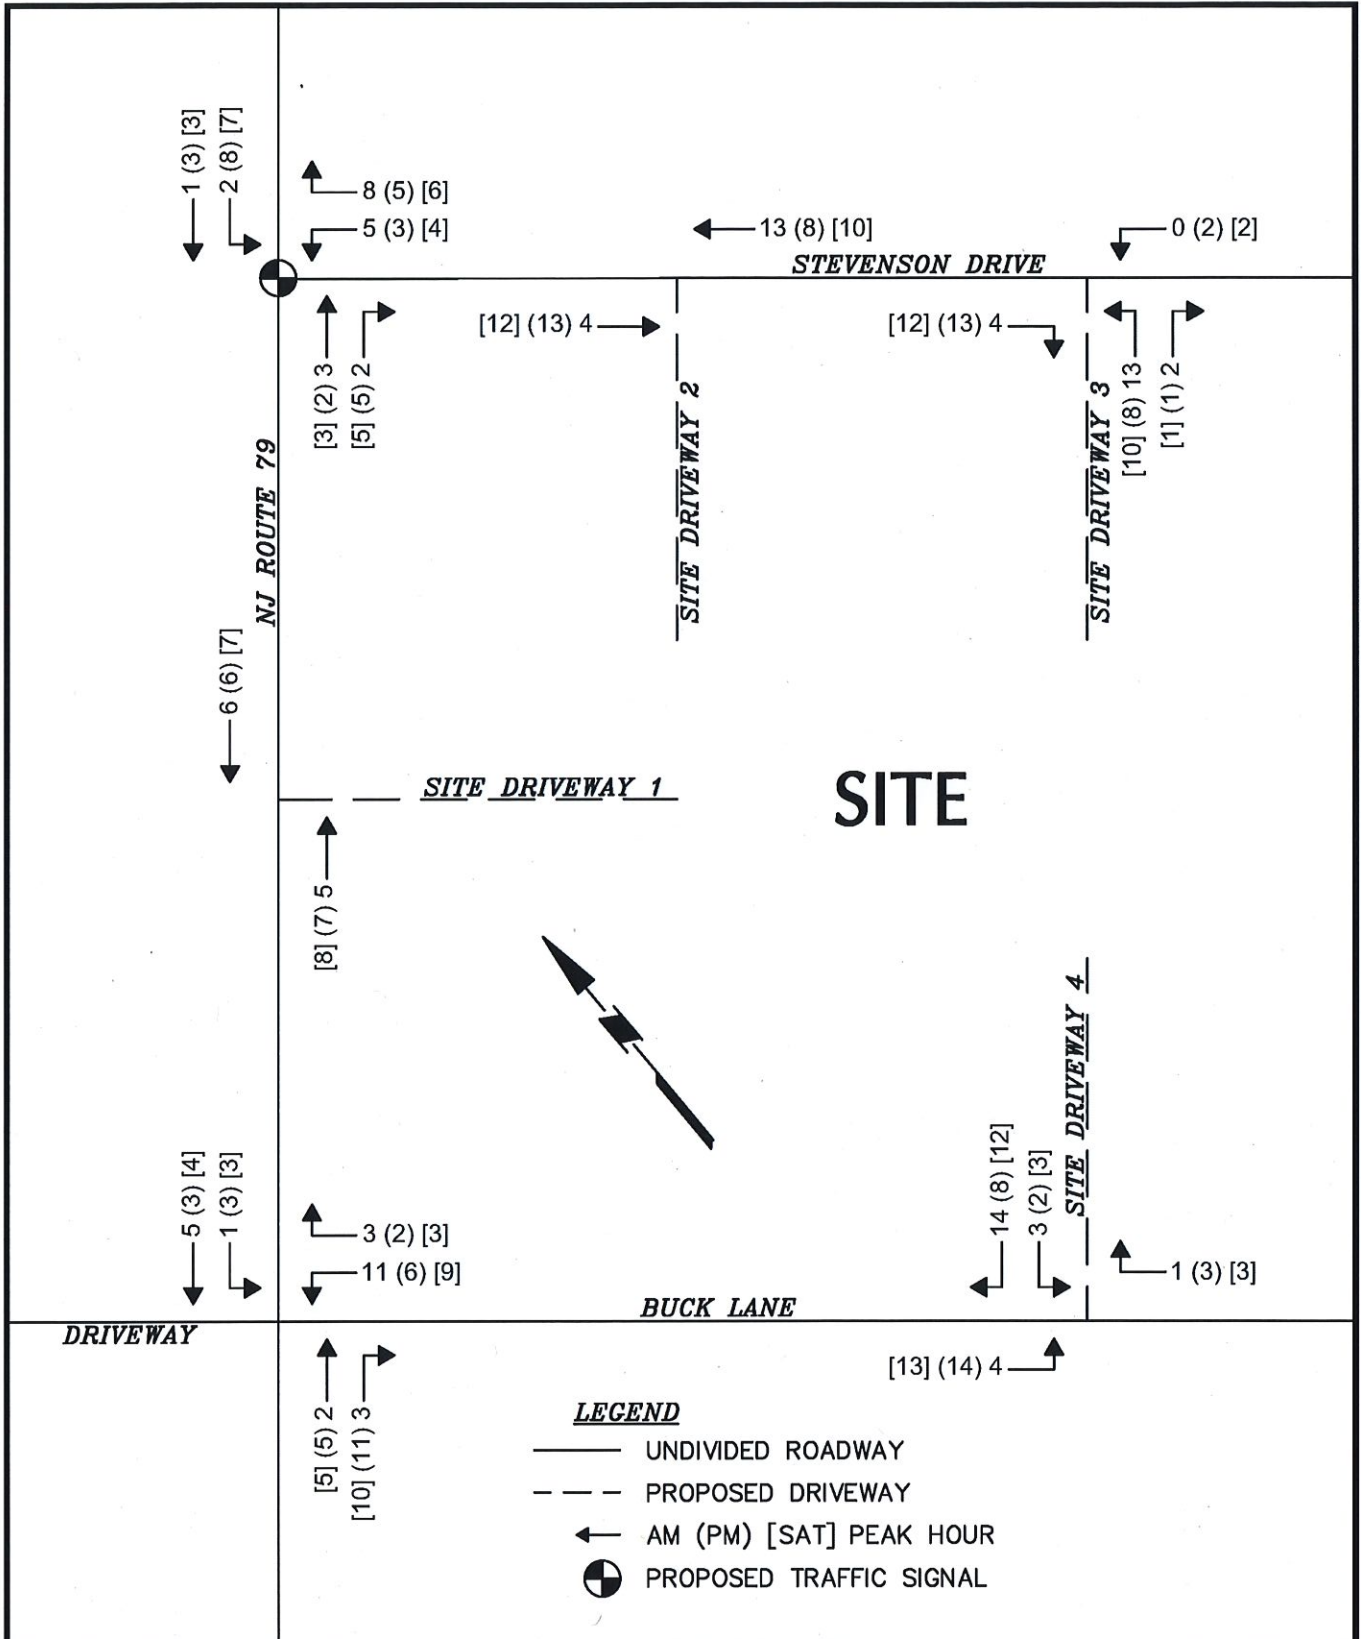 1 (3) [3]
2 (8) [7]
8 (5) [6]
5 (3) [4]
13 (8) [10]
0 (2) [2]
STEVENSON DRIVE
[12] (13) 4
[12] (13) 4
[3] (2) 3
[5] (5) 2
[10] (8) 13
[1] (1) 2
NJ ROUTE 79
SITE DRIVEWAY 2
SITE DRIVEWAY 3
6 (6) [7]
SITE DRIVEWAY 1
SITE
[8] (7) 5
SITE DRIVEWAY 4
5 (3) [4]
1 (3) [3]
3 (2) [3]
11 (6) [9]
14 (8) [12]
3 (2) [3]
1 (3) [3]
BUCK LANE
DRIVEWAY
[13] (14) 4
[5] (5) 2
[10] (11) 3
LEGEND
UNDIVIDED ROADWAY
PROPOSED DRIVEWAY
AM (PM) [SAT] PEAK HOUR
PROPOSED TRAFFIC SIGNAL